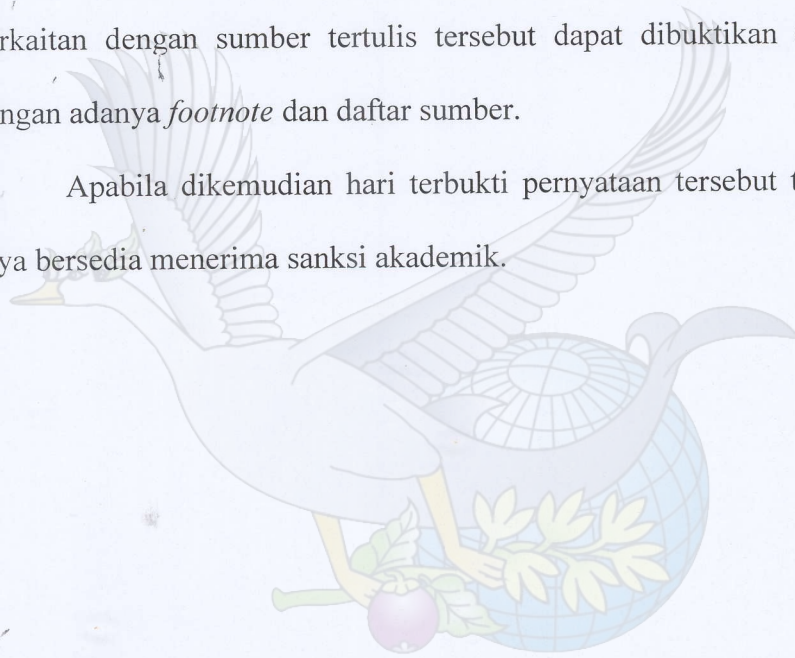 rkaitan dengan sumber tertulis tersebut dapat dibuktikan
ngan adanya footnote dan daftar sumber.
Apabila dikemudian hari terbukti pernyataan tersebut t
ya bersedia menerima sanksi akademik.